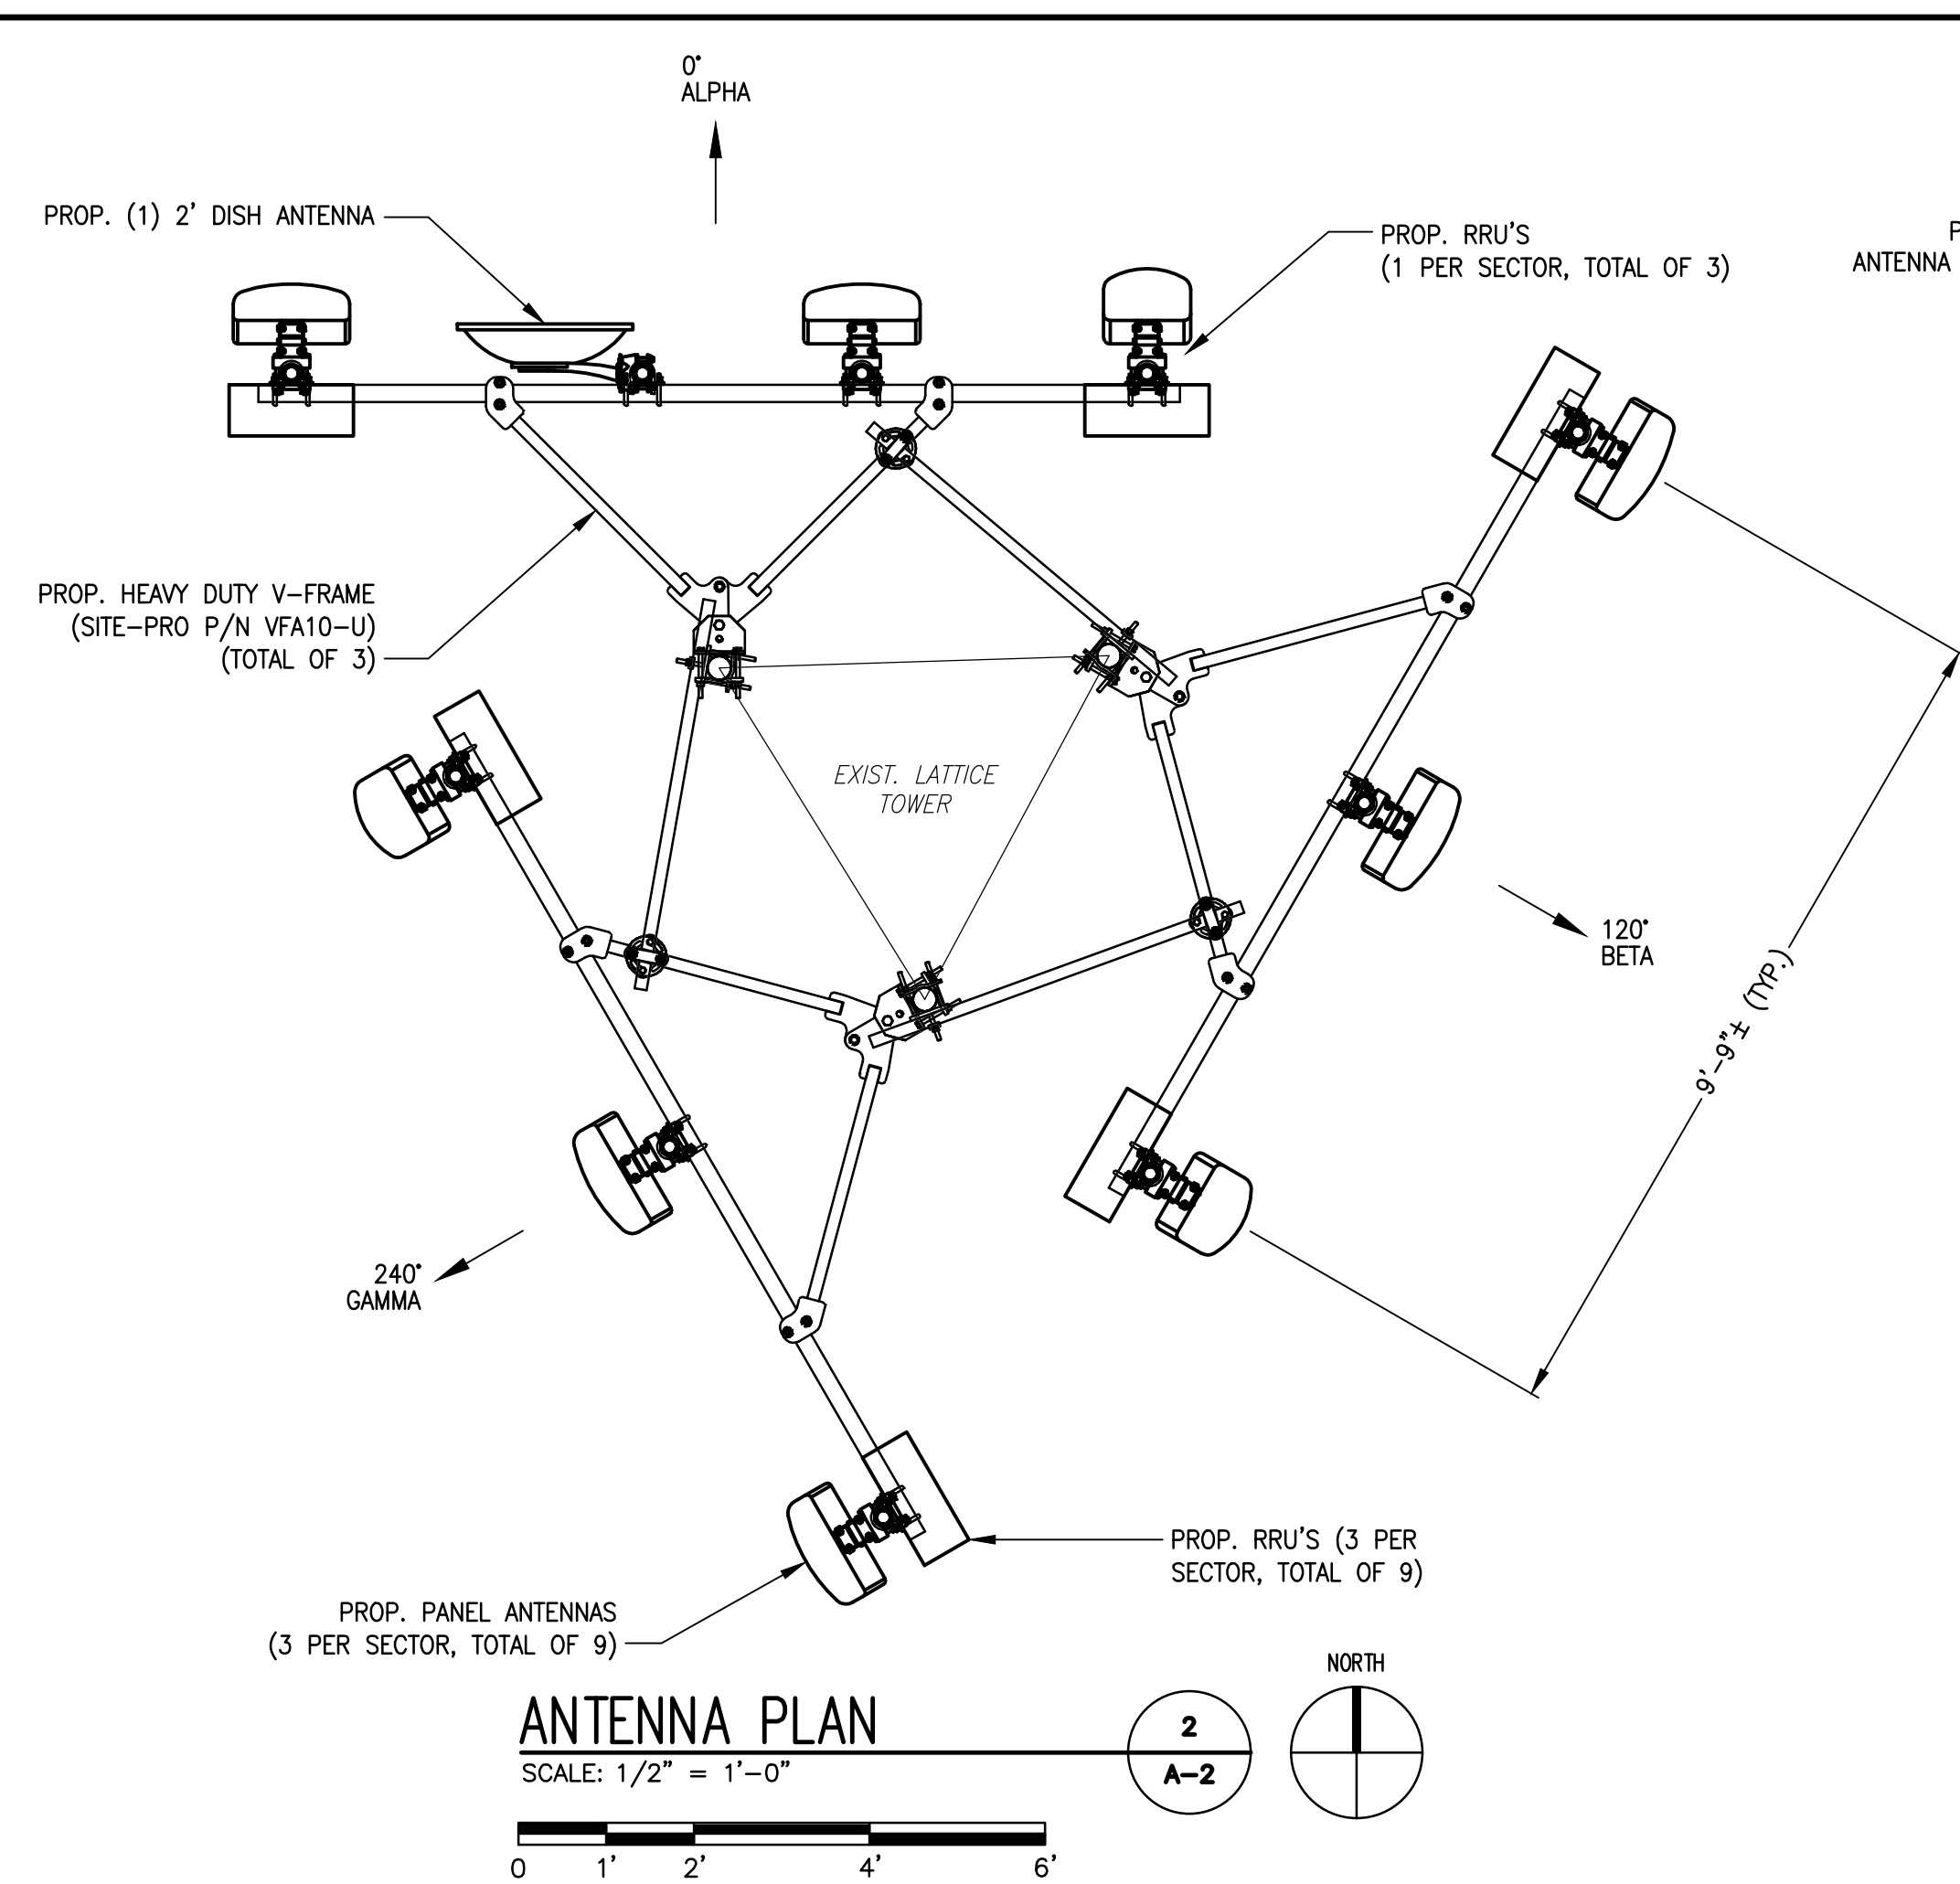 0°
ALPHA
PROP. (1) 2' DISH ANTENNA
PROP. RRU'S
(1 PER SECTOR, TOTAL OF 3)
P
ANTENNA
PROP. HEAVY DUTY V-FRAME
(SITE-PRO P/N VFA10-U)
(TOTAL OF 3)
EXIST. LATTICE
TOWER
120°
BETA
9'-9"± (TYP.)
240°
GAMMA
PROP. RRU'S (3 PER
SECTOR, TOTAL OF 9)
PROP. PANEL ANTENNAS
(3 PER SECTOR, TOTAL OF 9)
NORTH
ANTENNA PLAN
SCALE: 1/2" = 1'-0"
2
A-2
0 1' 2' 4' 6'